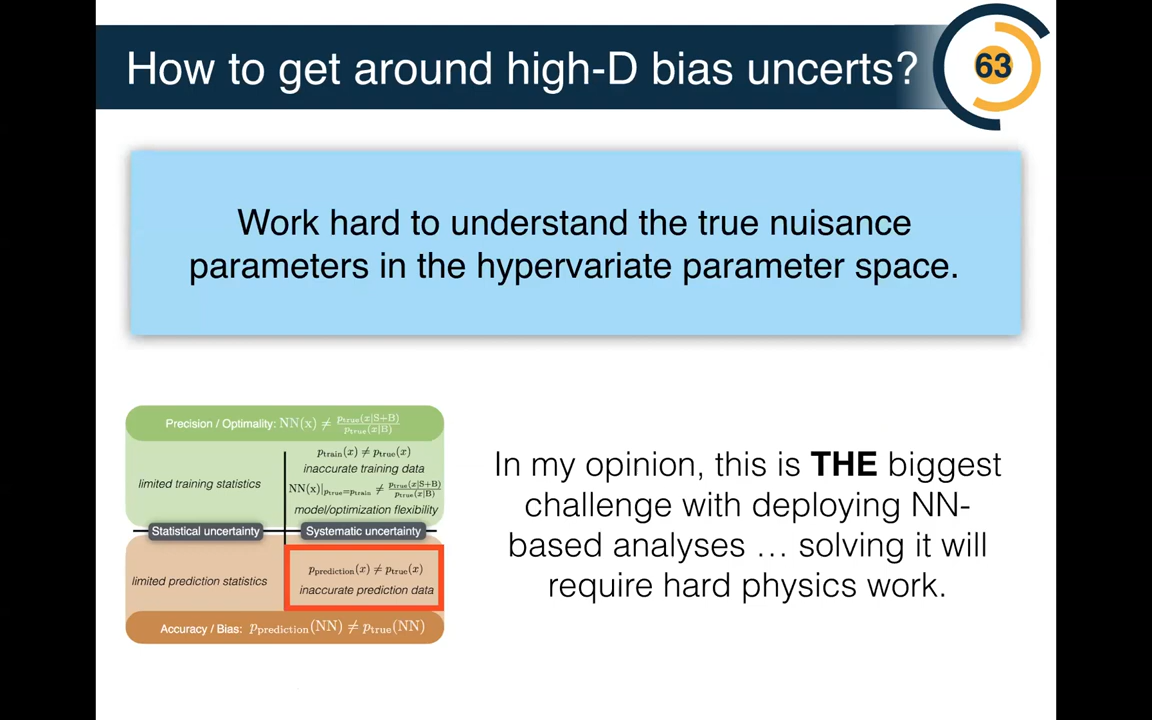 How to get around high-D bias uncerts?
63
Work hard to understand the true nuisance
parameters in the hypervariate parameter space.
Precision / Optimality: NN(x) ≠ p_true(x|S+B) / p_true(x|B)
limited training statistics
p_train(x) ≠ p_true(x)
inaccurate training data
NN(x)|p_true=p_train ≠ p_true(x|S+B) / p_true(x|B)
model/optimization flexibility
Statistical uncertainty
Systematic uncertainty
limited prediction statistics
p_prediction(x) ≠ p_true(x)
inaccurate prediction data
Accuracy / Bias: p_prediction(NN) ≠ p_true(NN)
In my opinion, this is THE biggest
challenge with deploying NN-
based analyses … solving it will
require hard physics work.